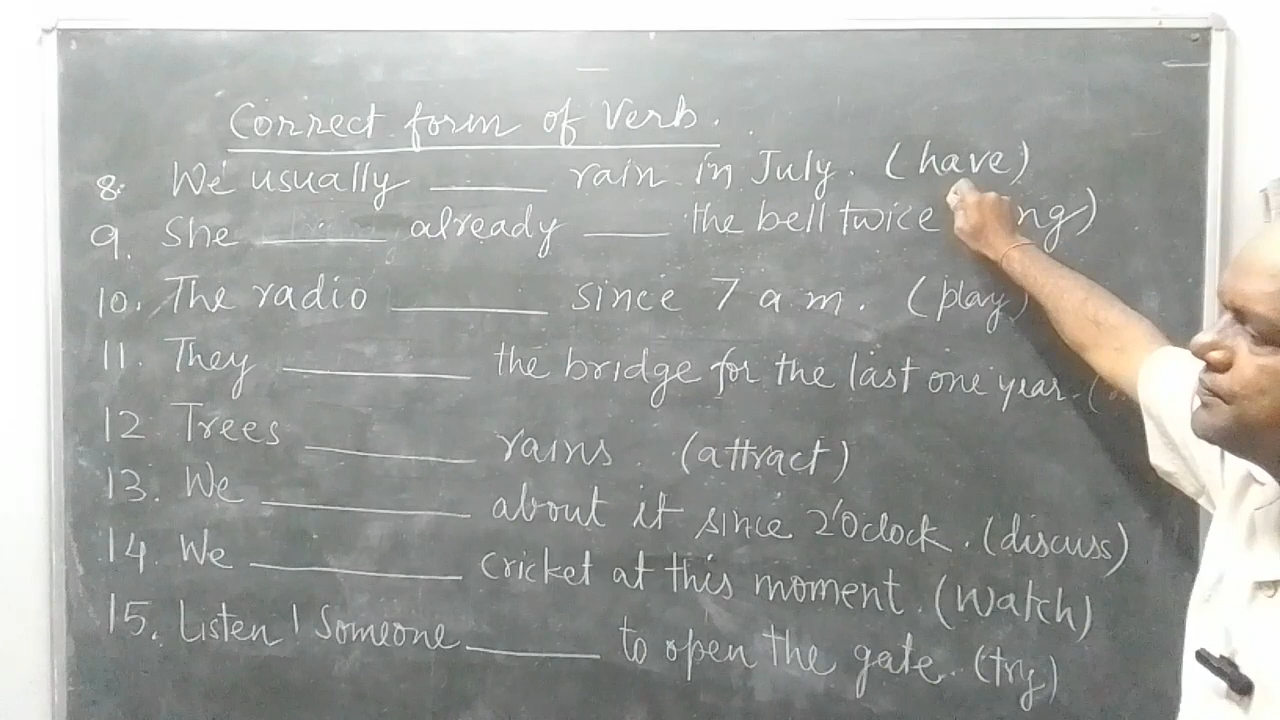 Correct form of Verb.
8. We usually ______ rain in July. (have)
9. She ______ already ____ the bell twice
10. The radio ______ since 7 a.m. (play)
11. They ______ the bridge for the last one year. (
12 Trees ______ rains. (attract)
13. We ______ about it since 2'Oclock. (discuss)
14. We ______ cricket at this moment. (Watch)
15. Listen! Someone ______ to open the gate. (try)